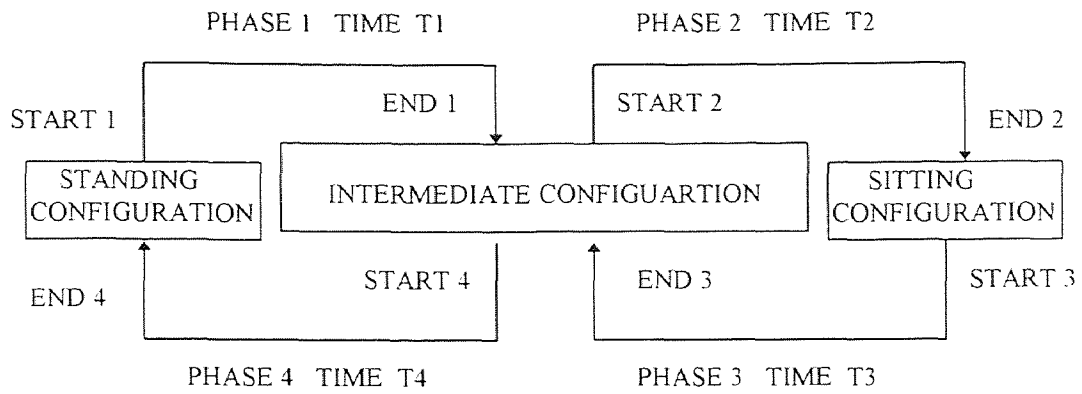 PHASE 1 TIME T1
PHASE 2 TIME T2
START 1
END 1
START 2
END 2
STANDING
CONFIGURATION
INTERMEDIATE CONFIGUARTION
SITTING
CONFIGURATION
END 4
START 4
END 3
START 3
PHASE 4 TIME T4
PHASE 3 TIME T3